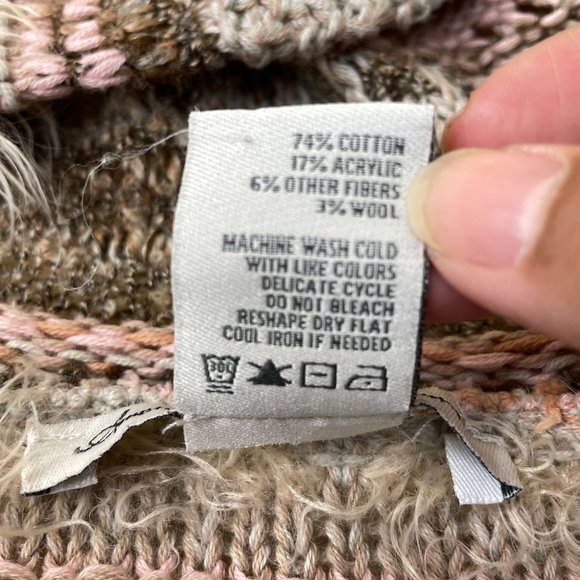 74% COTTON
17% ACRYLIC
6% OTHER FIBERS
3% WOOL
MACHINE WASH COLD
WITH LIKE COLORS
DELICATE CYCLE
DO NOT BLEACH
RESHAPE DRY FLAT
COOL IRON IF NEEDED
30C